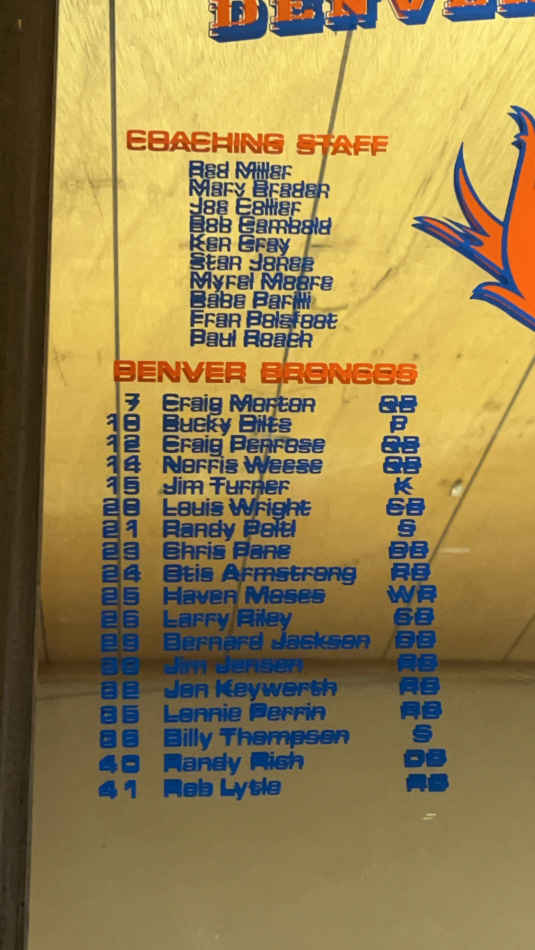 DENVER
COACHING STAFF
Red Miller
Marv Braden
Joe Collier
Bob Gambold
Ken Gray
Stan Jones
Myrel Moore
Babe Parilli
Fran Polsfoot
Paul Roach
DENVER BRONCOS
7 Craig Morton QB
10 Bucky Dilts P
12 Craig Penrose QB
14 Norris Weese QB
15 Jim Turner K
20 Louis Wright CB
21 Randy Poltl S
23 Chris Pane DB
24 Otis Armstrong RB
25 Haven Moses WR
26 Larry Riley CB
29 Bernard Jackson DB
30 Jim Jensen RB
32 Jon Keyworth RB
35 Lonnie Perrin RB
36 Billy Thompson S
40 Randy Rich DB
41 Rob Lytle RB